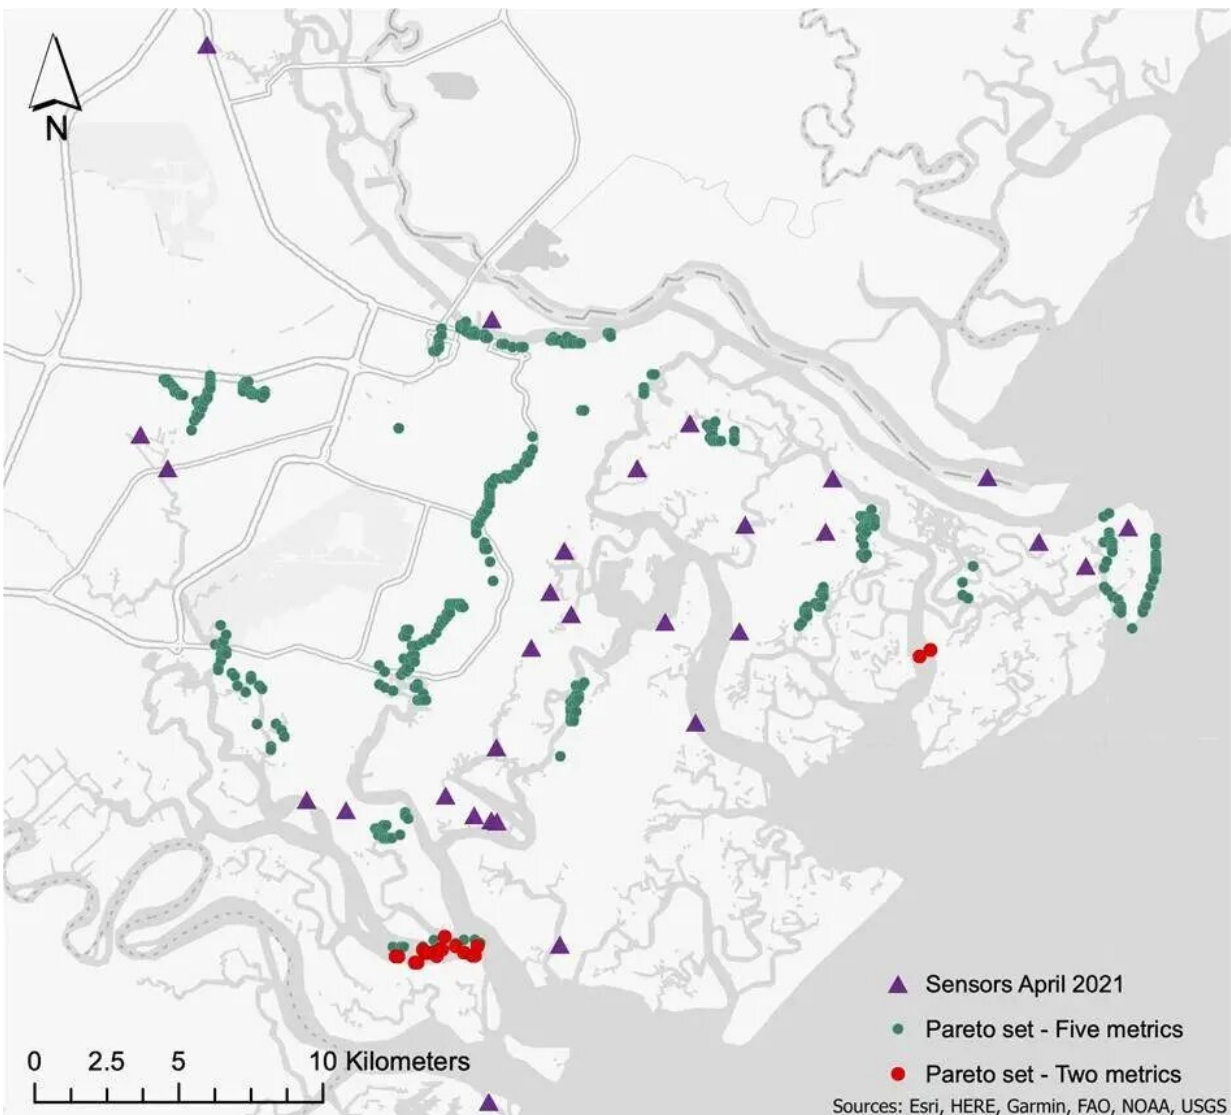 N
Sensors April 2021
Pareto set - Five metrics
Pareto set - Two metrics
0 2.5 5 10 Kilometers
Sources: Esri, HERE, Garmin, FAO, NOAA, USGS